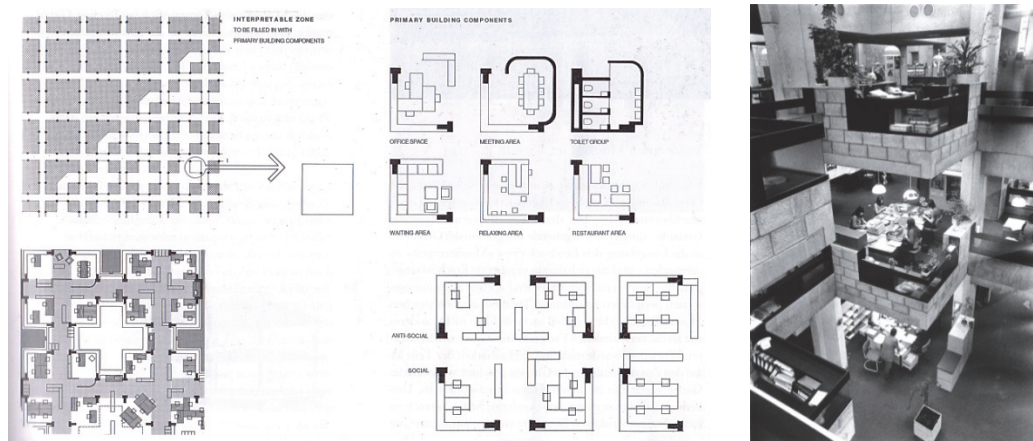 INTERPRETABLE ZONE
TO BE FILLED IN WITH
PRIMARY BUILDING COMPONENTS
1
PRIMARY BUILDING COMPONENTS
OFFICE SPACE
MEETING AREA
TOILET GROUP
WAITING AREA
RELAXING AREA
RESTAURANT AREA
ANTI-SOCIAL
SOCIAL